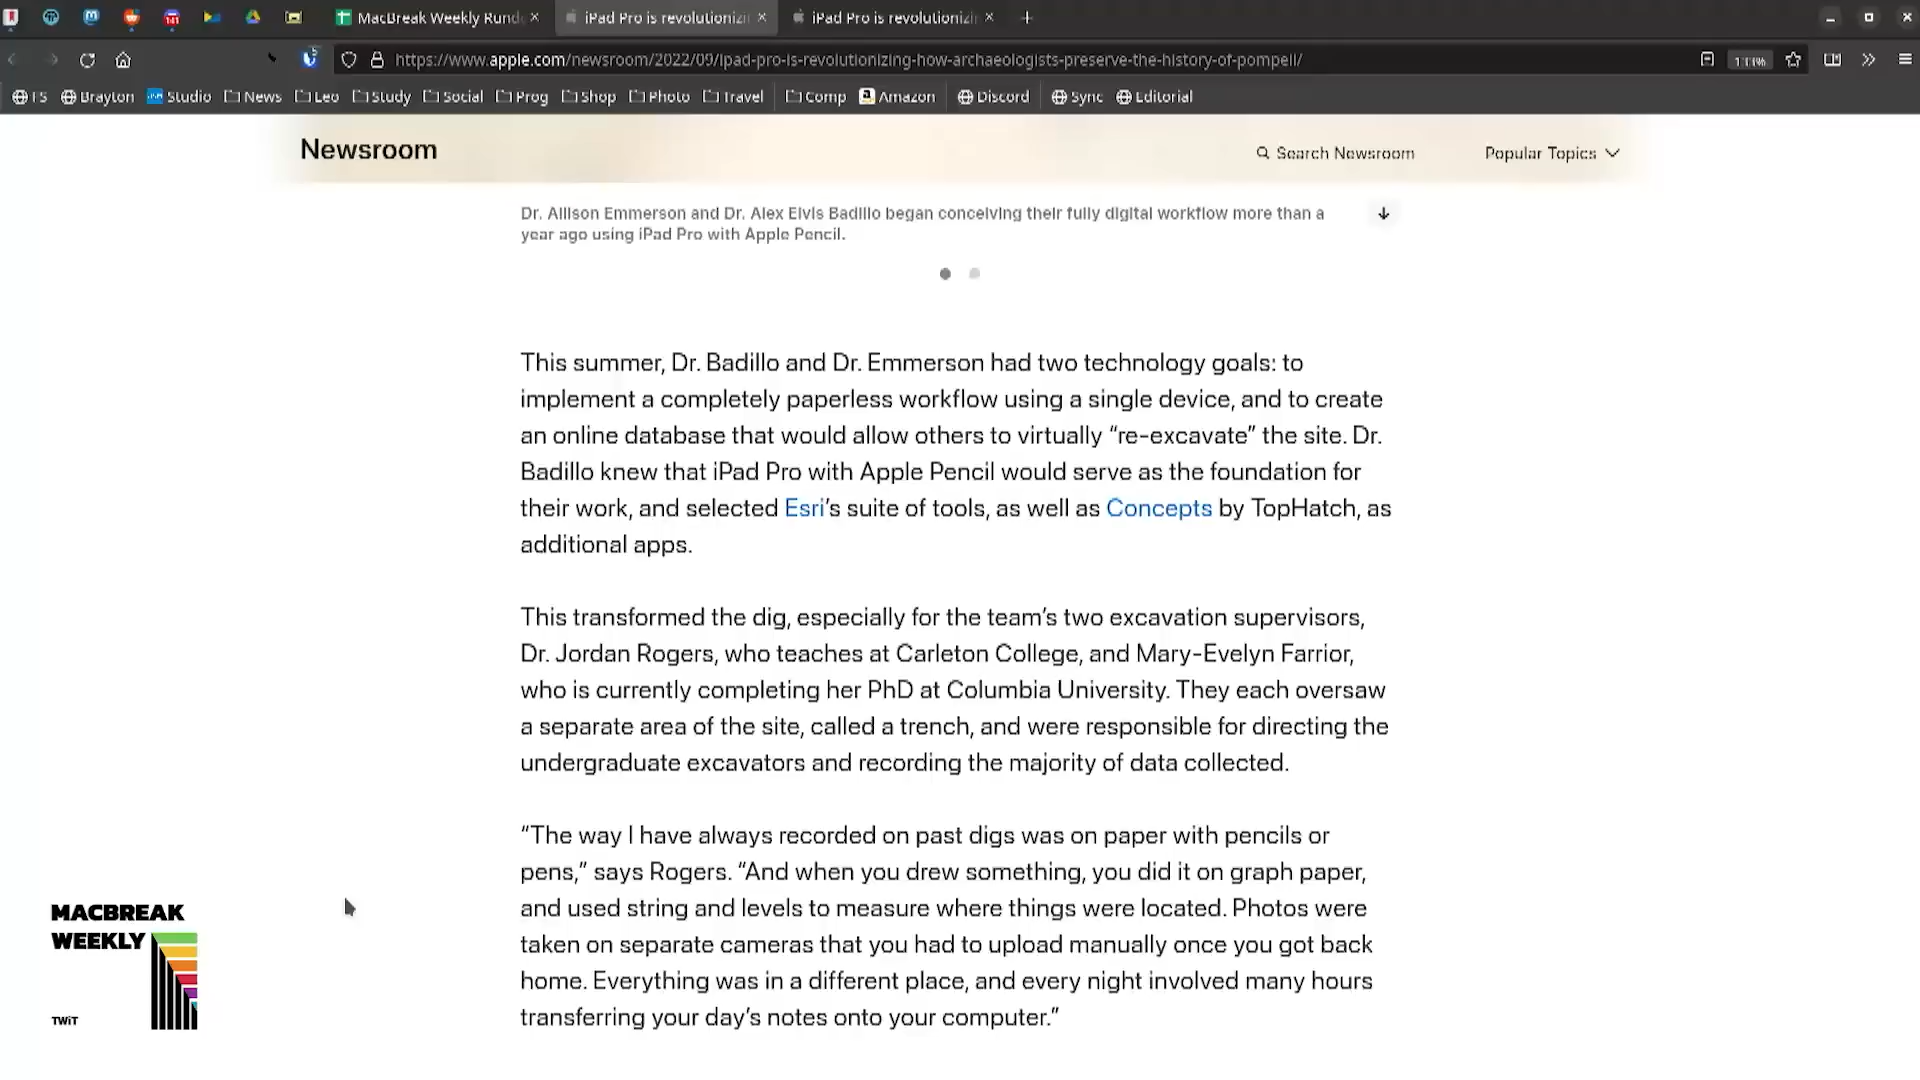 MacBreak Weekly Rund
iPad Pro is revolutionizi
iPad Pro is revolutionizi
https://www.apple.com/newsroom/2022/09/ipad-pro-is-revolutionizing-how-archaeologists-preserve-the-history-of-pompeii/
Brayton Studio News Leo Study Social Prog Shop Photo Travel Comp Amazon Discord Sync Editorial
Newsroom
Search Newsroom
Popular Topics
Dr. Allison Emmerson and Dr. Alex Elvis Badillo began conceiving their fully digital workflow more than a
year ago using iPad Pro with Apple Pencil.
This summer, Dr. Badillo and Dr. Emmerson had two technology goals: to
implement a completely paperless workflow using a single device, and to create
an online database that would allow others to virtually “re-excavate” the site. Dr.
Badillo knew that iPad Pro with Apple Pencil would serve as the foundation for
their work, and selected Esri’s suite of tools, as well as Concepts by TopHatch, as
additional apps.
This transformed the dig, especially for the team’s two excavation supervisors,
Dr. Jordan Rogers, who teaches at Carleton College, and Mary-Evelyn Farrior,
who is currently completing her PhD at Columbia University. They each oversaw
a separate area of the site, called a trench, and were responsible for directing the
undergraduate excavators and recording the majority of data collected.
“The way I have always recorded on past digs was on paper with pencils or
pens,” says Rogers. “And when you drew something, you did it on graph paper,
and used string and levels to measure where things were located. Photos were
taken on separate cameras that you had to upload manually once you got back
home. Everything was in a different place, and every night involved many hours
transferring your day’s notes onto your computer.”
MACBREAK
WEEKLY
TWiT